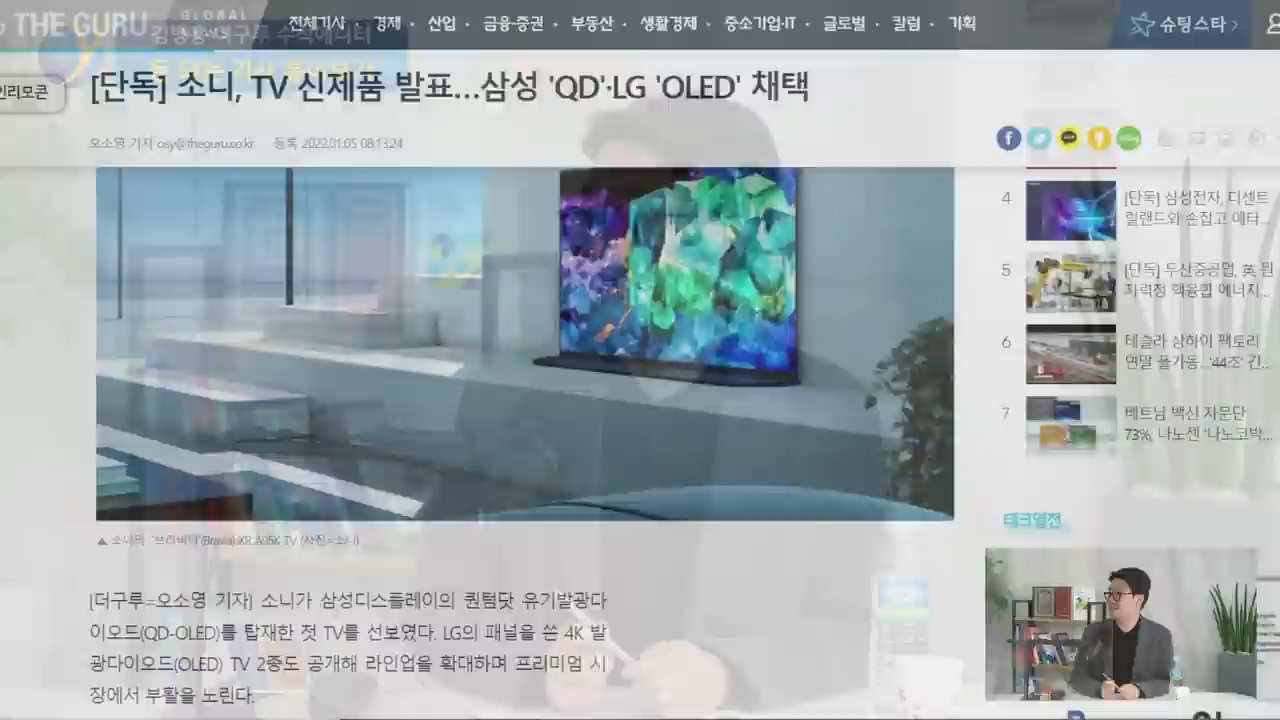 THE GURU
GLOBAL
NEWS
전체기사 · 경제 · 산업 · 금융·증권 · 부동산 · 생활경제 · 중소기업·IT · 글로벌 · 칼럼 · 기획
슈팅스타 ›
인리모콘
[단독] 소니, TV 신제품 발표...삼성 'QD'·LG 'OLED' 채택
오소영 기자 osy@theguru.co.kr 등록 2022.01.05 08:13:24
4 [단독] 삼성전자, 디센트
럴랜드와 손잡고 메타...
5 [단독] 두산중공업, 英 원
자력청 핵융합 에너지...
6 테슬라 상하이 팩토리
연말 풀가동...'44조' 긴...
7 베트남 백신 자문단
73%, 나노젠 '나노코박...
▲ 소니의 '브라비아'(Bravia) XR A95K TV (사진=소니)
테크열전
[더구루=오소영 기자] 소니가 삼성디스플레이의 퀀텀닷 유기발광다
이오드(QD-OLED)를 탑재한 첫 TV를 선보였다. LG의 패널을 쓴 4K 발
광다이오드(OLED) TV 2종도 공개해 라인업을 확대하며 프리미엄 시
장에서 부활을 노린다.